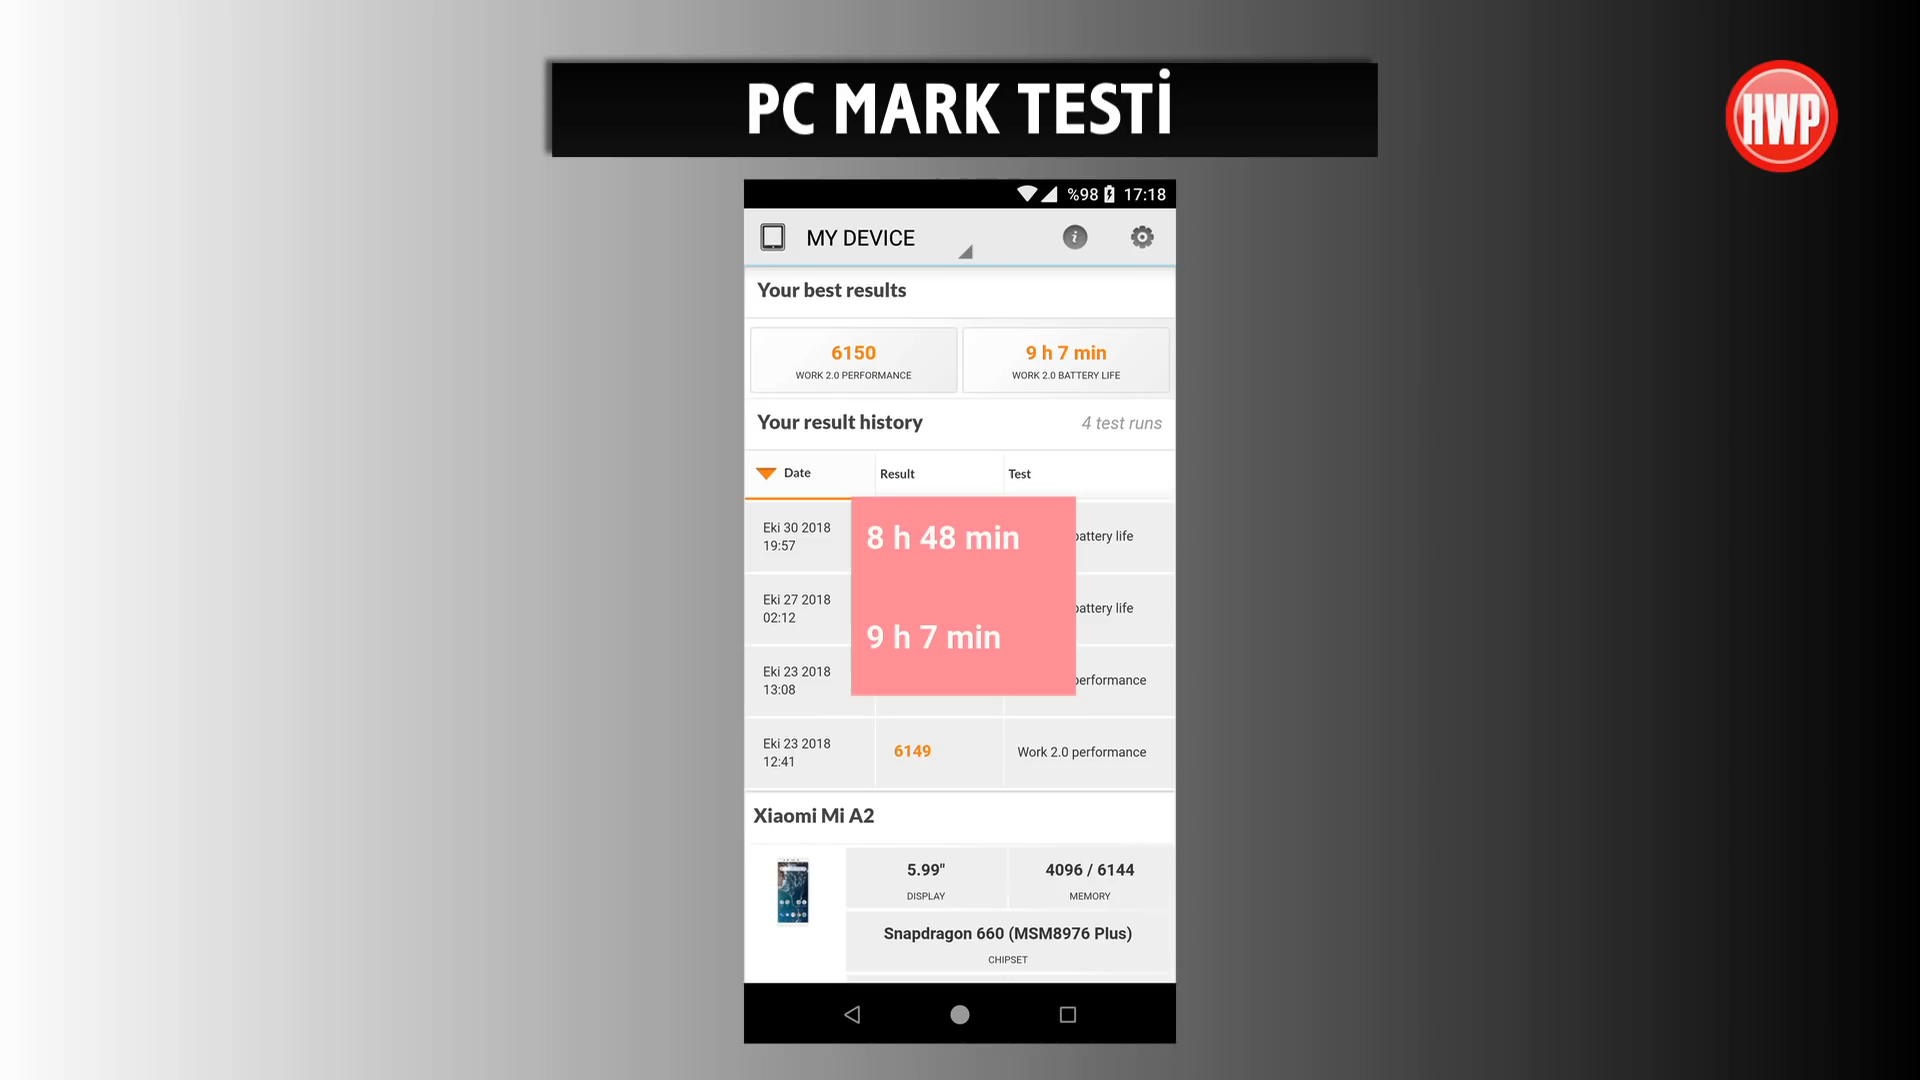 PC MARK TESTİ
HWP
%98 17:18
MY DEVICE
Your best results
6150
WORK 2.0 PERFORMANCE
9 h 7 min
WORK 2.0 BATTERY LIFE
Your result history
4 test runs
Date
Result
Test
Eki 30 2018
19:57
8 h 48 min
battery life
Eki 27 2018
02:12
9 h 7 min
battery life
Eki 23 2018
13:08
performance
Eki 23 2018
12:41
6149
Work 2.0 performance
Xiaomi Mi A2
5.99"
DISPLAY
4096 / 6144
MEMORY
Snapdragon 660 (MSM8976 Plus)
CHIPSET